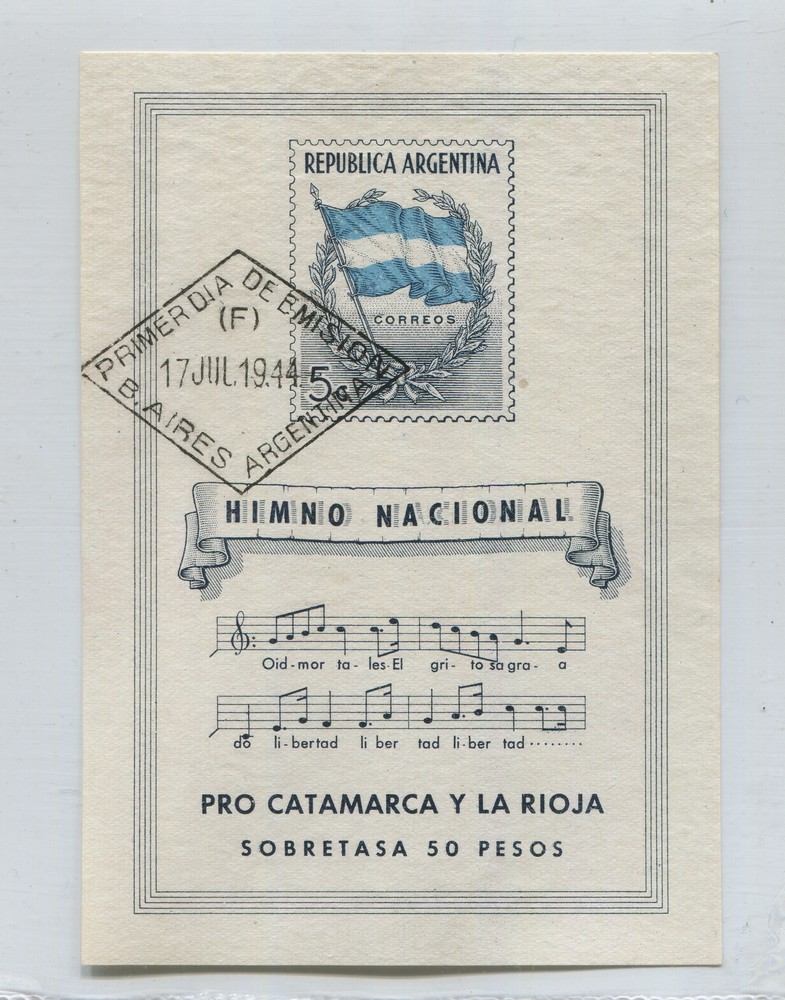 REPUBLICA ARGENTINA
CORREOS
5c
PRIMER DIA DE EMISION
(F)
17 JUL.1944
B. AIRES ARGENTINA
HIMNO NACIONAL
Oid-mor ta-les-El gri-to sagra-a
do li-bertad li ber tad li-ber tad ........
PRO CATAMARCA Y LA RIOJA
SOBRETASA 50 PESOS